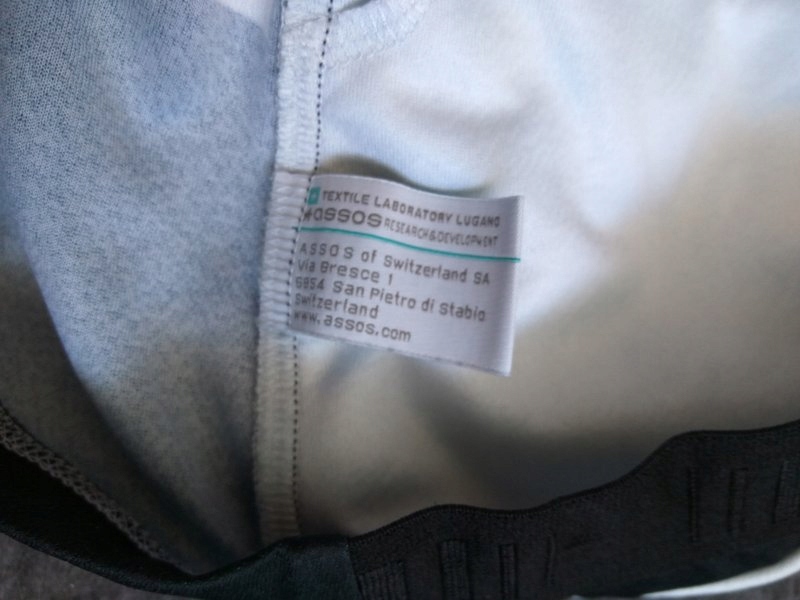 TEXTILE LABORATORY LUGANO
assos RESEARCH&DEVELOPMENT
ASSOS of Switzerland SA
Via Bresce 1
6854 San Pietro di Stabio
Switzerland
www.assos.com